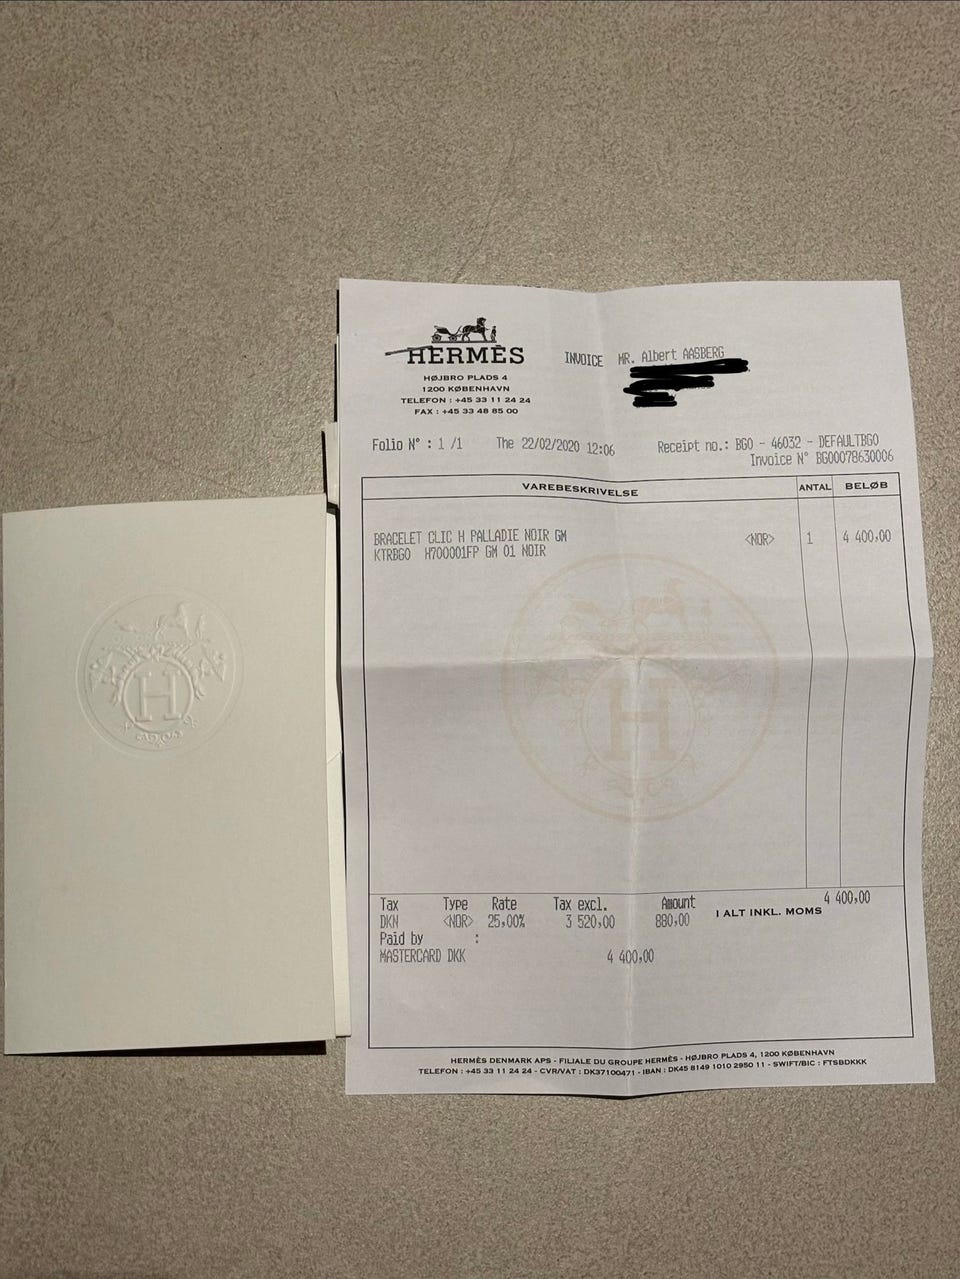 HERMÈS
HØJBRO PLADS 4
1200 KØBENHAVN
TELEFON : +45 33 11 24 24
FAX : +45 33 48 85 00
INVOICE MR. Albert AASBERG
Folio N° : 1 /1 The 22/02/2020 12:06 Receipt no.: BGO - 46032 - DEFAULTBGO
Invoice N° BG00078630006
VAREBESKRIVELSE ANTAL BELØB
BRACELET CLIC H PALLADIE NOIR GM <NOR> 1 4 400,00
KTRBGO H700001FP GM 01 NOIR
H
H
Tax Type Rate Tax excl. Amount I ALT INKL. MOMS 4 400,00
DKN <NOR> 25,00% 3 520,00 880,00
Paid by :
MASTERCARD DKK 4 400,00
HERMÈS DENMARK APS - FILIALE DU GROUPE HERMÈS - HØJBRO PLADS 4, 1200 KØBENHAVN
TELEFON : +45 33 11 24 24 - CVR/VAT : DK37100471 - IBAN : DK45 8149 1010 2950 11 - SWIFT/BIC : FTSBDKKK